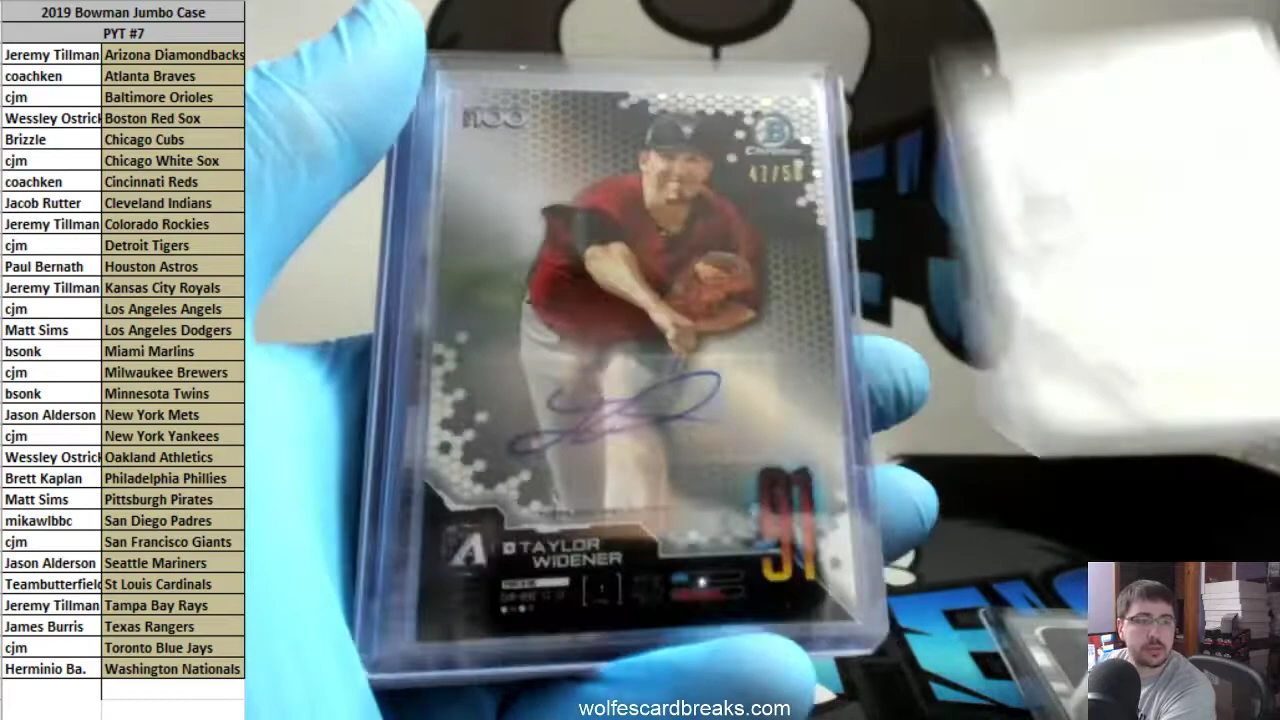 2019 Bowman Jumbo Case
PYT #7
Jeremy Tillman Arizona Diamondbacks
coachken Atlanta Braves
cjm Baltimore Orioles
Wessley Ostrick Boston Red Sox
Brizzle Chicago Cubs
cjm Chicago White Sox
coachken Cincinnati Reds
Jacob Rutter Cleveland Indians
Jeremy Tillman Colorado Rockies
cjm Detroit Tigers
Paul Bernath Houston Astros
Jeremy Tillman Kansas City Royals
cjm Los Angeles Angels
Matt Sims Los Angeles Dodgers
bsonk Miami Marlins
cjm Milwaukee Brewers
bsonk Minnesota Twins
Jason Alderson New York Mets
cjm New York Yankees
Wessley Ostrick Oakland Athletics
Brett Kaplan Philadelphia Phillies
Matt Sims Pittsburgh Pirates
mikawlbbc San Diego Padres
cjm San Francisco Giants
Jason Alderson Seattle Mariners
Teambutterfield St Louis Cardinals
Jeremy Tillman Tampa Bay Rays
James Burris Texas Rangers
cjm Toronto Blue Jays
Herminio Ba. Washington Nationals
100
B
Chrome
47/50
91
A
TAYLOR
WIDENER
wolfescardbreaks.com